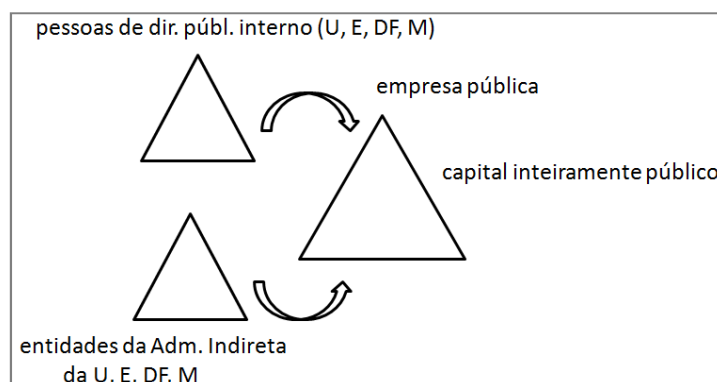 pessoas de dir. públ. interno (U, E, DF, M)
empresa pública
capital inteiramente público
entidades da Adm. Indireta
da U, E, DF, M